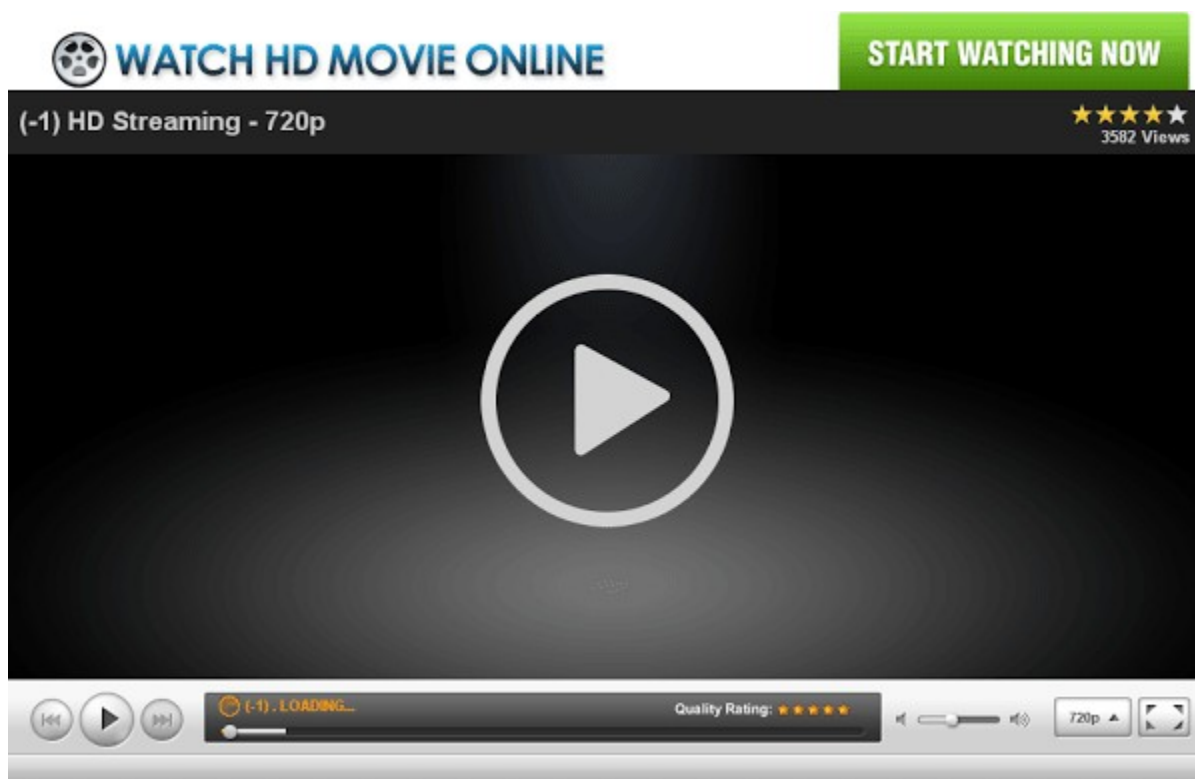 WATCH HD MOVIE ONLINE
START WATCHING NOW
(-1) HD Streaming - 720p
3582 Views
(-1) . LOADING...
Quality Rating:
720p